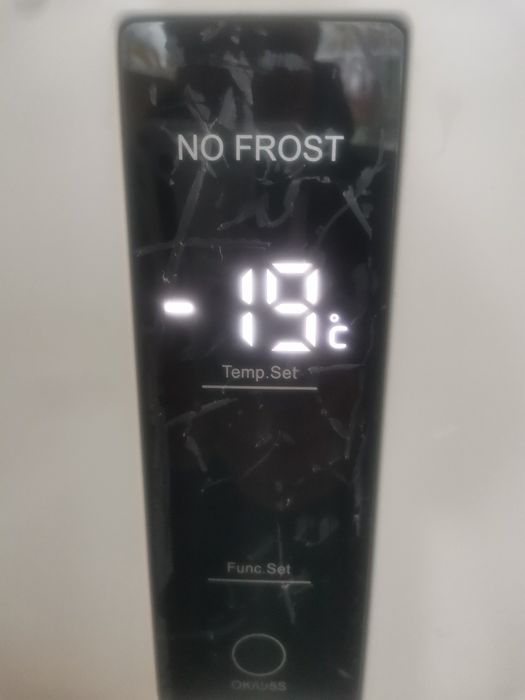 NO FROST
-19°C
Temp.Set
Func.Set